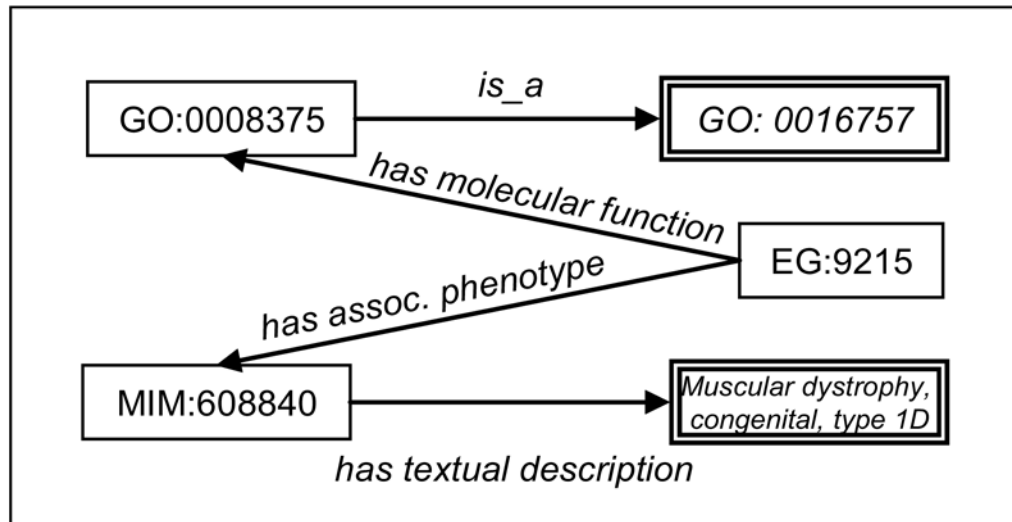 is_a
GO:0008375
GO: 0016757
has molecular function
EG:9215
has assoc. phenotype
MIM:608840
Muscular dystrophy,
congenital, type 1D
has textual description